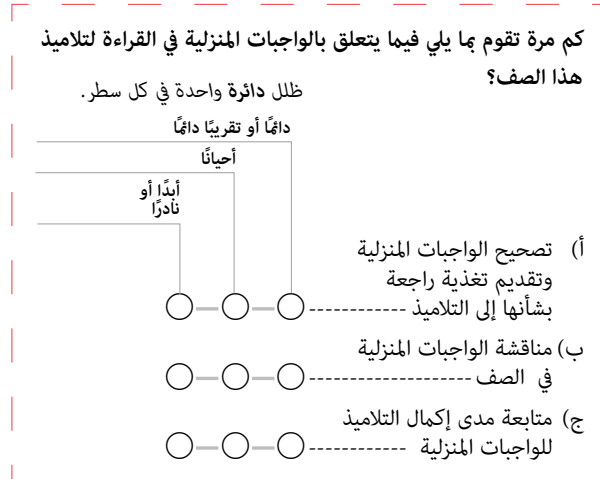 كم مرة تقوم بما يلي فيما يتعلق بالواجبات المنزلية في القراءة لتلاميذ
هذا الصف؟
ظلل دائرة واحدة في كل سطر.
دائمًا أو تقريبًا دائمًا
أحيانًا
أبدًا أو
نادرًا
أ) تصحيح الواجبات المنزلية
وتقديم تغذية راجعة
بشأنها إلى التلاميذ ------------
ب) مناقشة الواجبات المنزلية
في الصف --------------------
ج) متابعة مدى إكمال التلاميذ
للواجبات المنزلية ------------